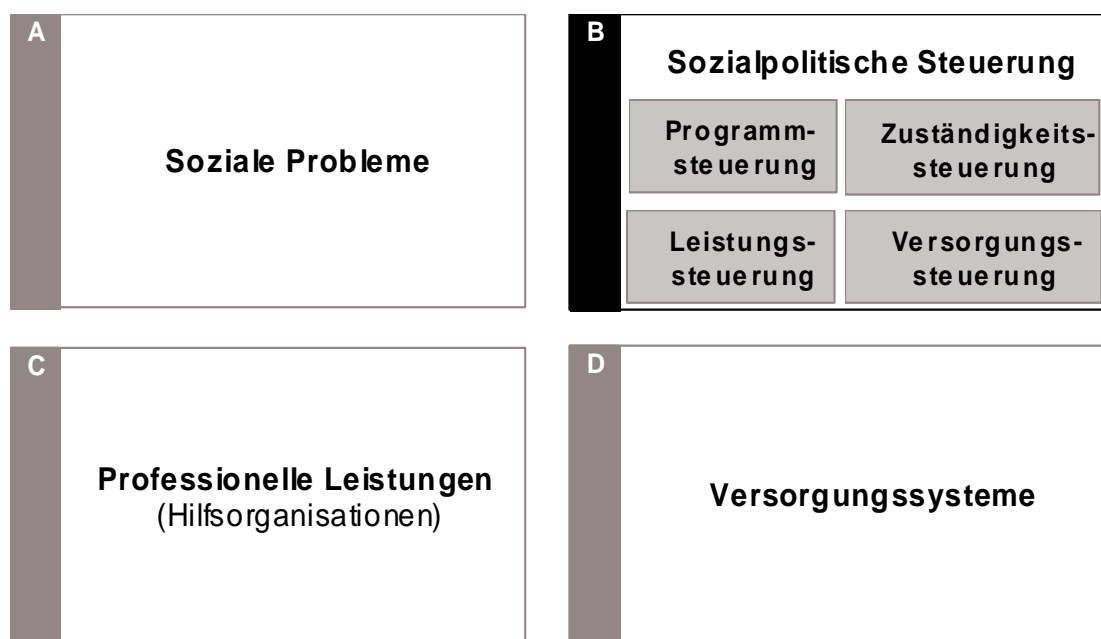 A
Soziale Probleme
B
Sozialpolitische Steuerung
Programm-
steuerung
Zuständigkeits-
steuerung
Leistungs-
steuerung
Versorgungs-
steuerung
C
Professionelle Leistungen
(Hilfsorganisationen)
D
Versorgungssysteme